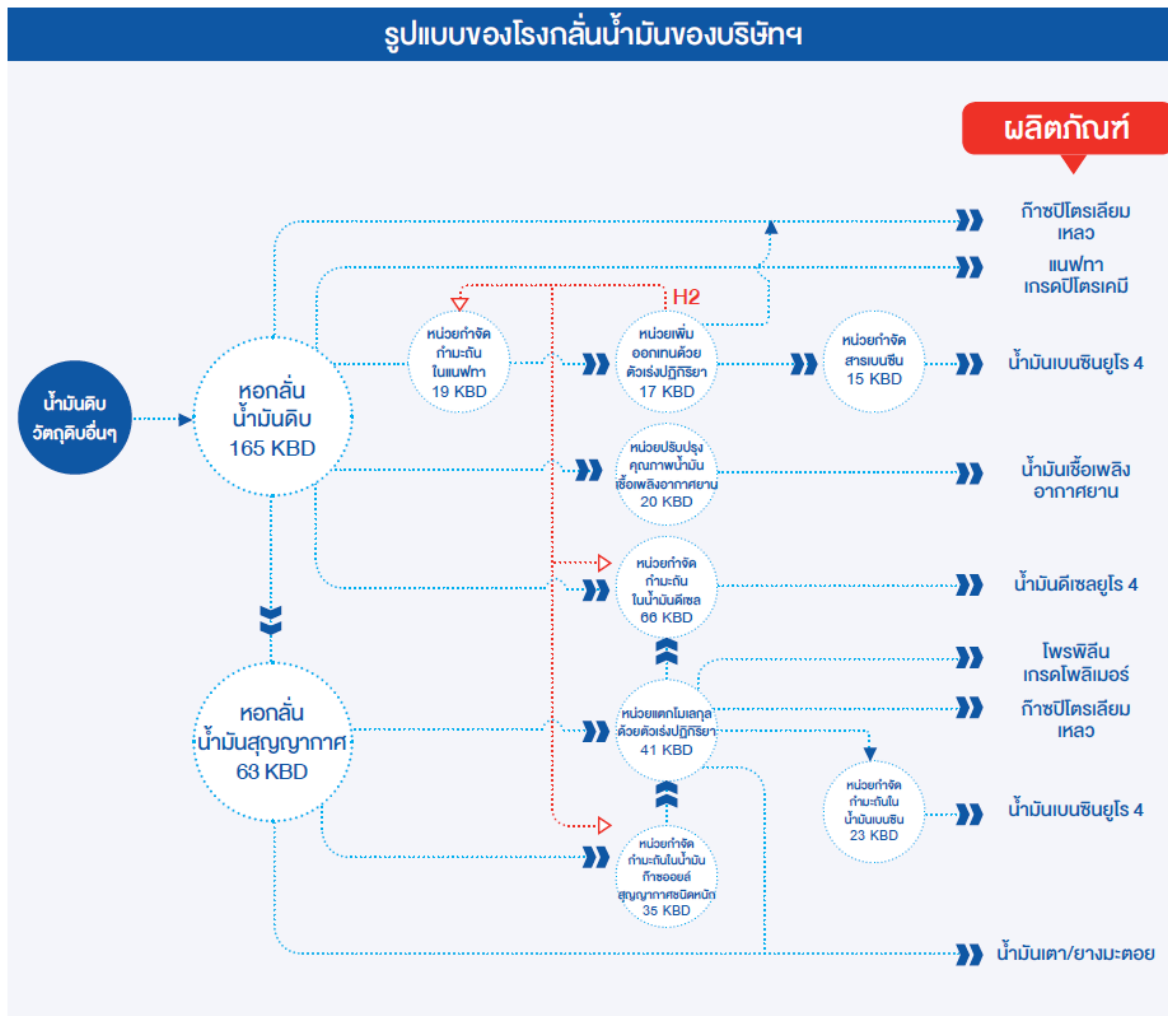 รูปแบบของโรงกลั่นน้ำมันของบริษัทฯ
ผลิตภัณฑ์
ก๊าซปิโตรเลียม
เหลว
แนฟทา
เกรดปิโตรเคมี
H2
หน่วยกำจัด
กำมะถัน
ในแนฟทา
19 KBD
หน่วยเพิ่ม
ออกเทนด้วย
ตัวเร่งปฏิกิริยา
17 KBD
หน่วยกำจัด
สารเบนซีน
15 KBD
น้ำมันเบนซินยูโร 4
น้ำมันดิบ
วัตถุดิบอื่นๆ
หอกลั่น
น้ำมันดิบ
165 KBD
หน่วยปรับปรุง
คุณภาพน้ำมัน
เชื้อเพลิงอากาศยาน
20 KBD
น้ำมันเชื้อเพลิง
อากาศยาน
หน่วยกำจัด
กำมะถัน
ในน้ำมันดีเซล
66 KBD
น้ำมันดีเซลยูโร 4
โพรพิลีน
เกรดโพลิเมอร์
หอกลั่น
น้ำมันสุญญากาศ
63 KBD
หน่วยแตกโมเลกุล
ด้วยตัวเร่งปฏิกิริยา
41 KBD
ก๊าซปิโตรเลียม
เหลว
หน่วยกำจัด
กำมะถันใน
น้ำมันเบนซิน
23 KBD
น้ำมันเบนซินยูโร 4
หน่วยกำจัด
กำมะถันในน้ำมัน
ก๊าซออยล์
สุญญากาศชนิดหนัก
35 KBD
น้ำมันเตา/ยางมะตอย